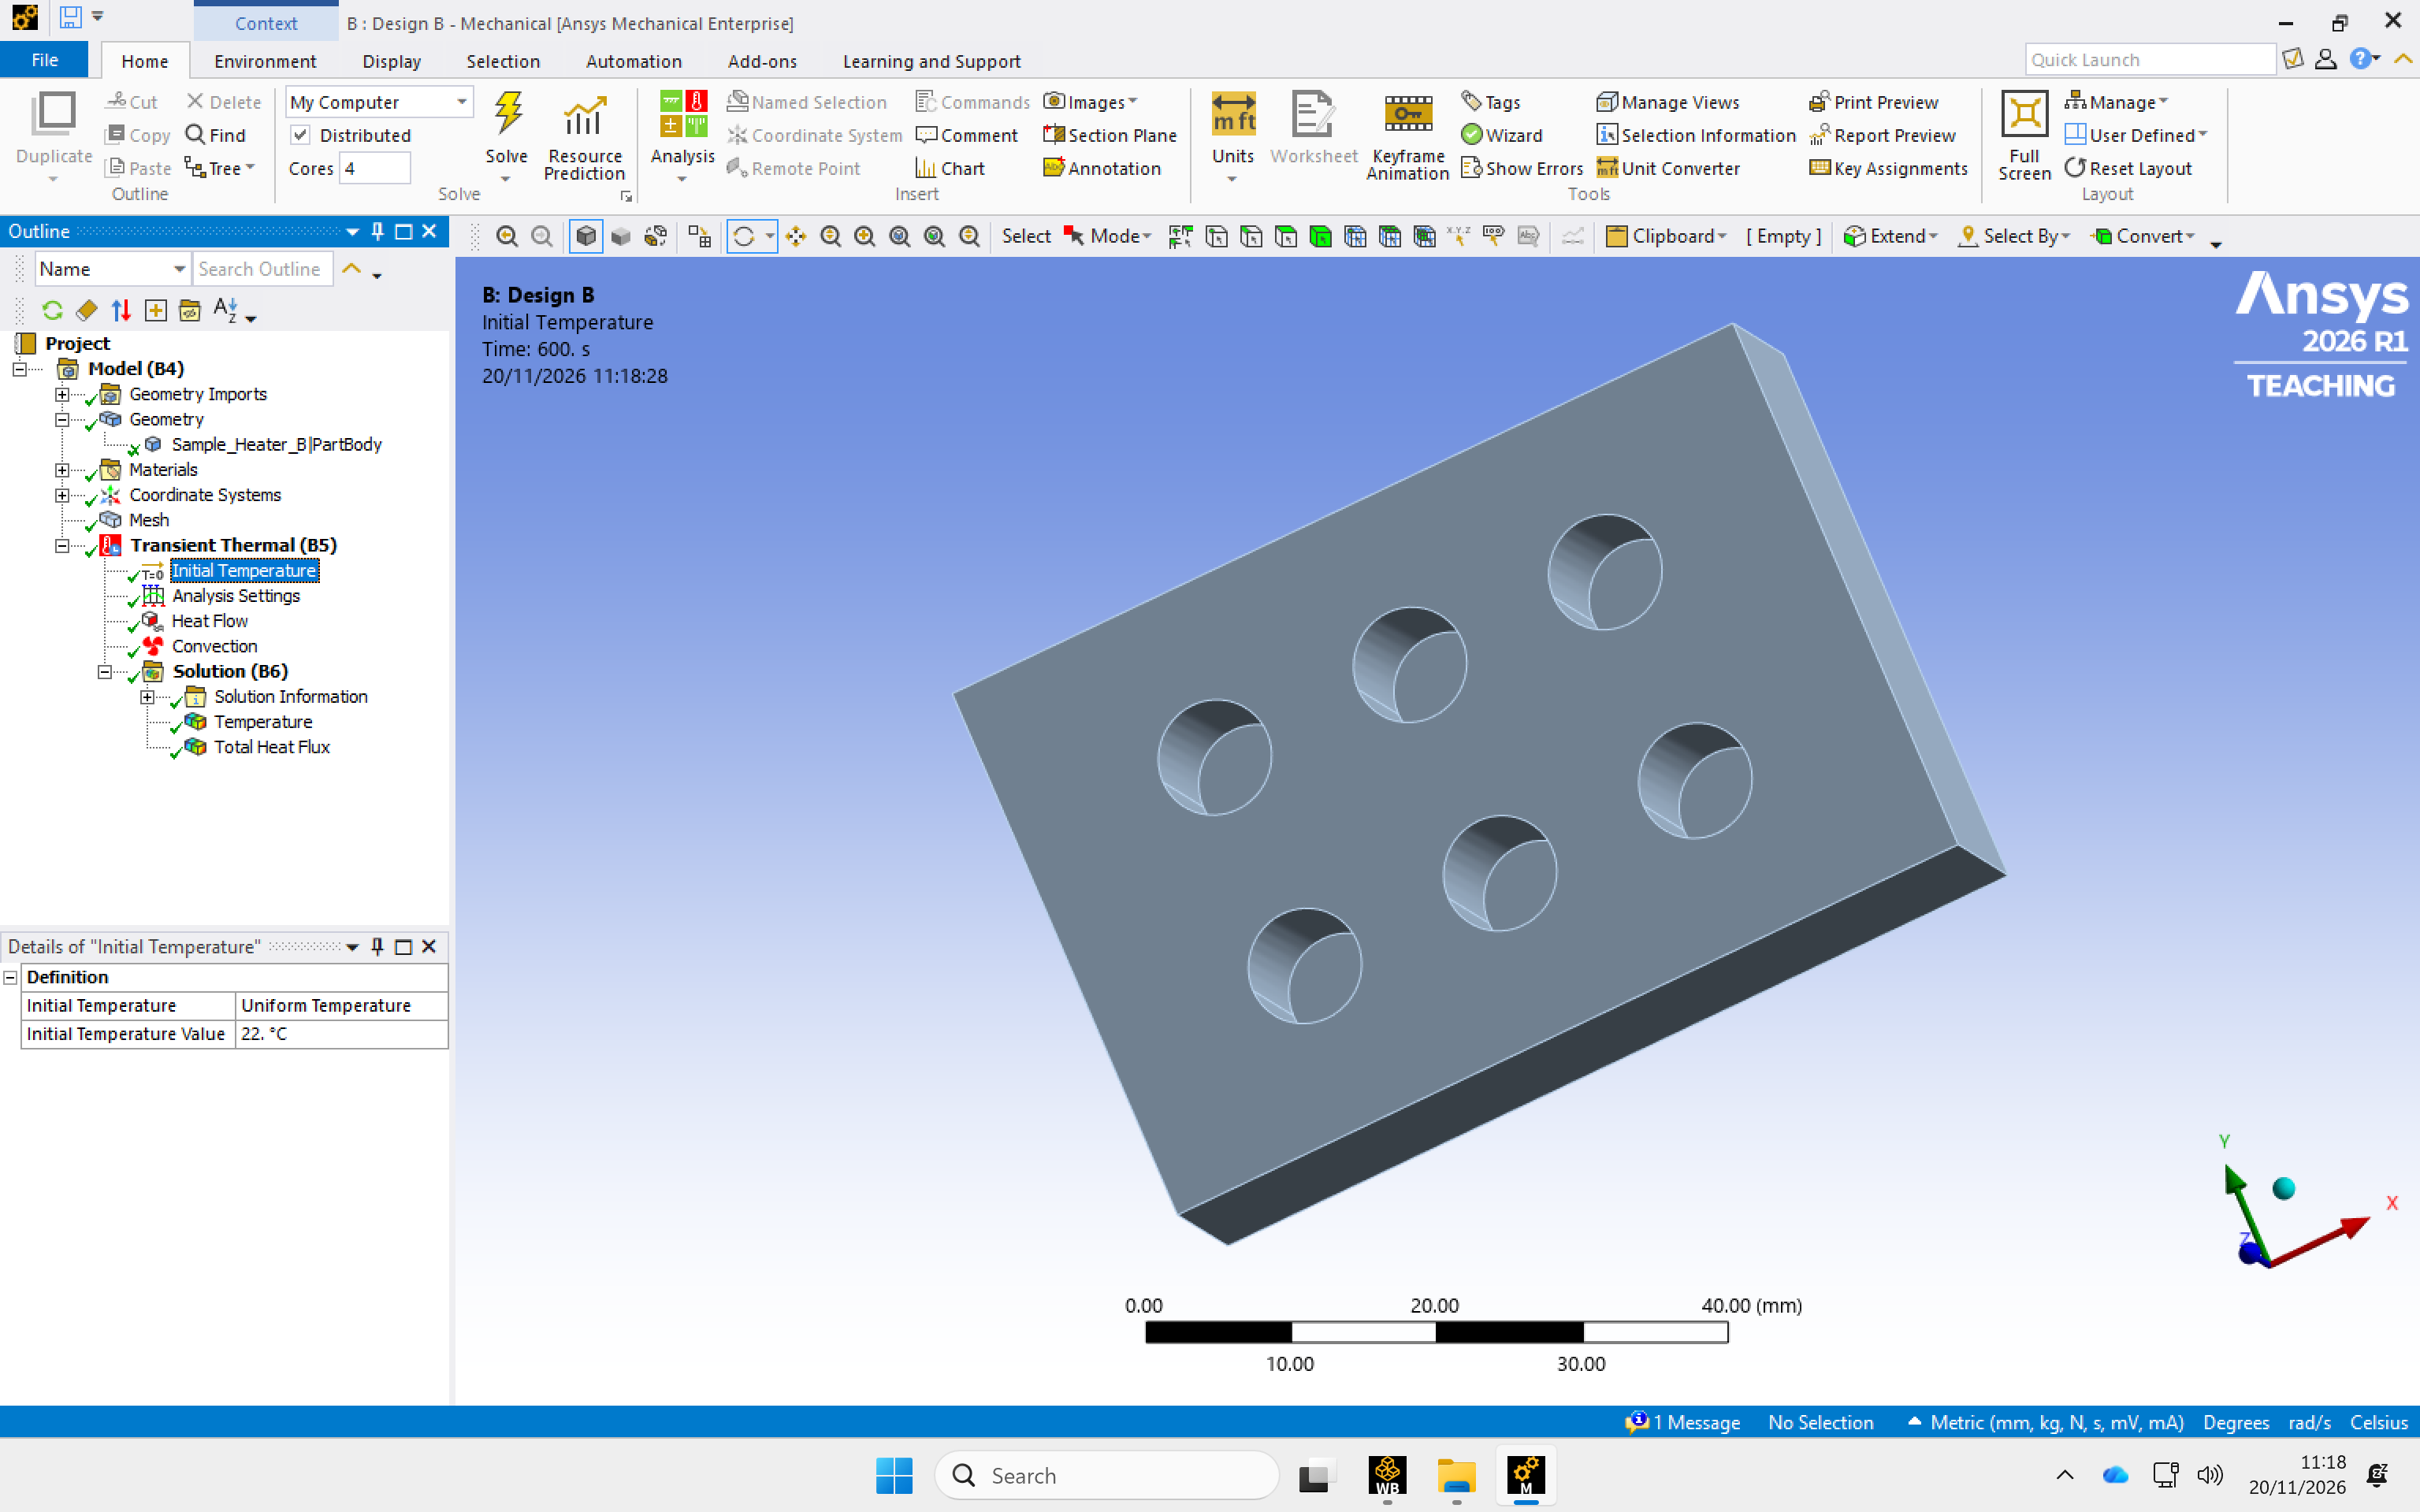 Context
B : Design B - Mechanical [Ansys Mechanical Enterprise]
File
Home
Environment
Display
Selection
Automation
Add-ons
Learning and Support
Quick Launch
Duplicate
Cut
Copy
Paste
Delete
Find
Tree
Outline
My Computer
Distributed
Cores 4
Solve
Resource Prediction
Solve
Analysis
Named Selection
Coordinate System
Remote Point
Commands
Comment
Chart
Images
Section Plane
Annotation
Insert
Units
Worksheet
Keyframe Animation
Tags
Wizard
Show Errors
Manage Views
Selection Information
Unit Converter
Print Preview
Report Preview
Key Assignments
Tools
Full Screen
Manage
User Defined
Reset Layout
Layout
Outline
Name
Search Outline
Select
Mode
Clipboard
[ Empty ]
Extend
Select By
Convert
Project
Model (B4)
Geometry Imports
Geometry
Sample_Heater_B|PartBody
Materials
Coordinate Systems
Mesh
Transient Thermal (B5)
Initial Temperature
Analysis Settings
Heat Flow
Convection
Solution (B6)
Solution Information
Temperature
Total Heat Flux
Details of "Initial Temperature"
Definition
Initial Temperature Uniform Temperature
Initial Temperature Value 22. °C
B: Design B
Initial Temperature
Time: 600. s
20/11/2026 11:18:28
Ansys
2026 R1
TEACHING
Y
X
Z
0.00 20.00 40.00 (mm)
10.00 30.00
1 Message
No Selection
Metric (mm, kg, N, s, mV, mA)
Degrees
rad/s
Celsius
Search
WB
M
11:18
20/11/2026